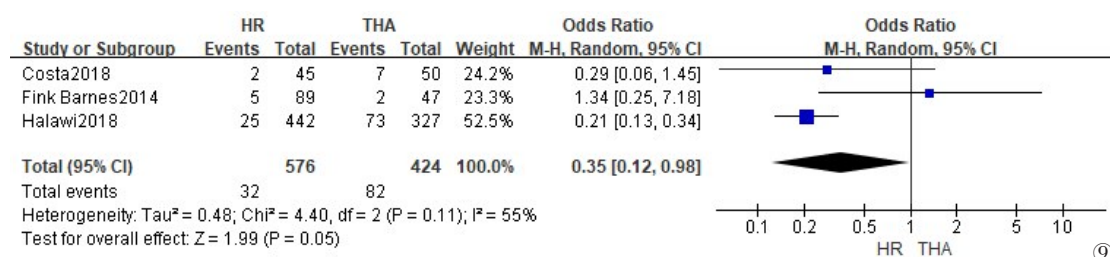 HR THA Odds Ratio Odds Ratio
Study or Subgroup Events Total Events Total Weight M-H, Random, 95% CI M-H, Random, 95% CI
Costa2018 2 45 7 50 24.2% 0.29 [0.06, 1.45]
Fink Barnes2014 5 89 2 47 23.3% 1.34 [0.25, 7.18]
Halawi2018 25 442 73 327 52.5% 0.21 [0.13, 0.34]
Total (95% CI) 576 424 100.0% 0.35 [0.12, 0.98]
Total events 32 82
Heterogeneity: Tau² = 0.48; Chi² = 4.40, df = 2 (P = 0.11); I² = 55%
Test for overall effect: Z = 1.99 (P = 0.05)
0.1 0.2 0.5 1 2 5 10
HR THA
⑨